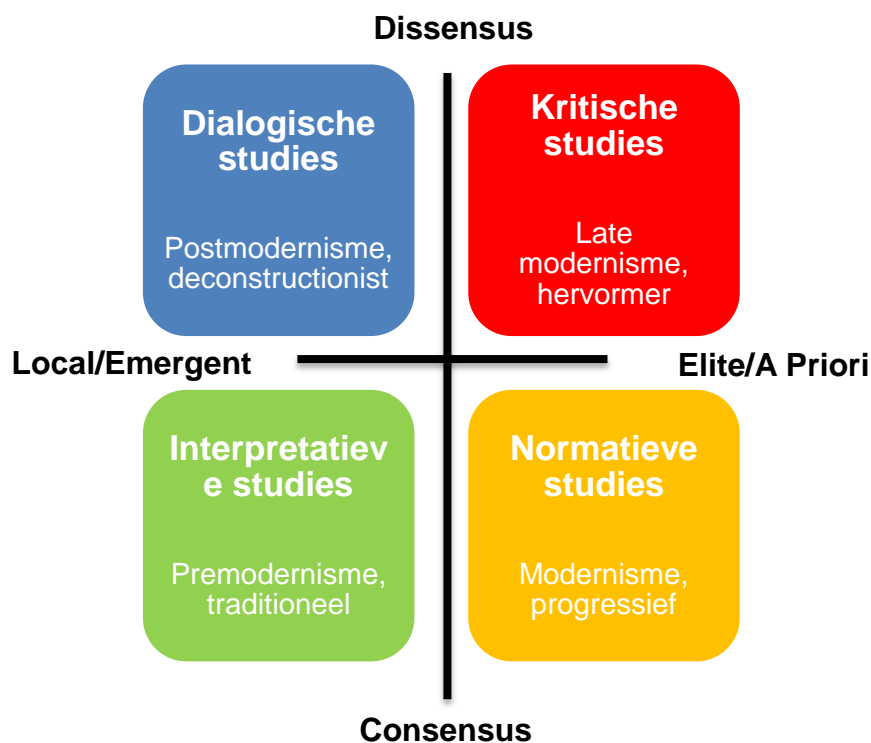 Dissensus
Dialogische
studies
Postmodernisme,
deconstructionist
Kritische
studies
Late
modernisme,
hervormer
Local/Emergent
Elite/A Priori
Interpretatiev
e studies
Premodernisme,
traditioneel
Normatieve
studies
Modernisme,
progressief
Consensus